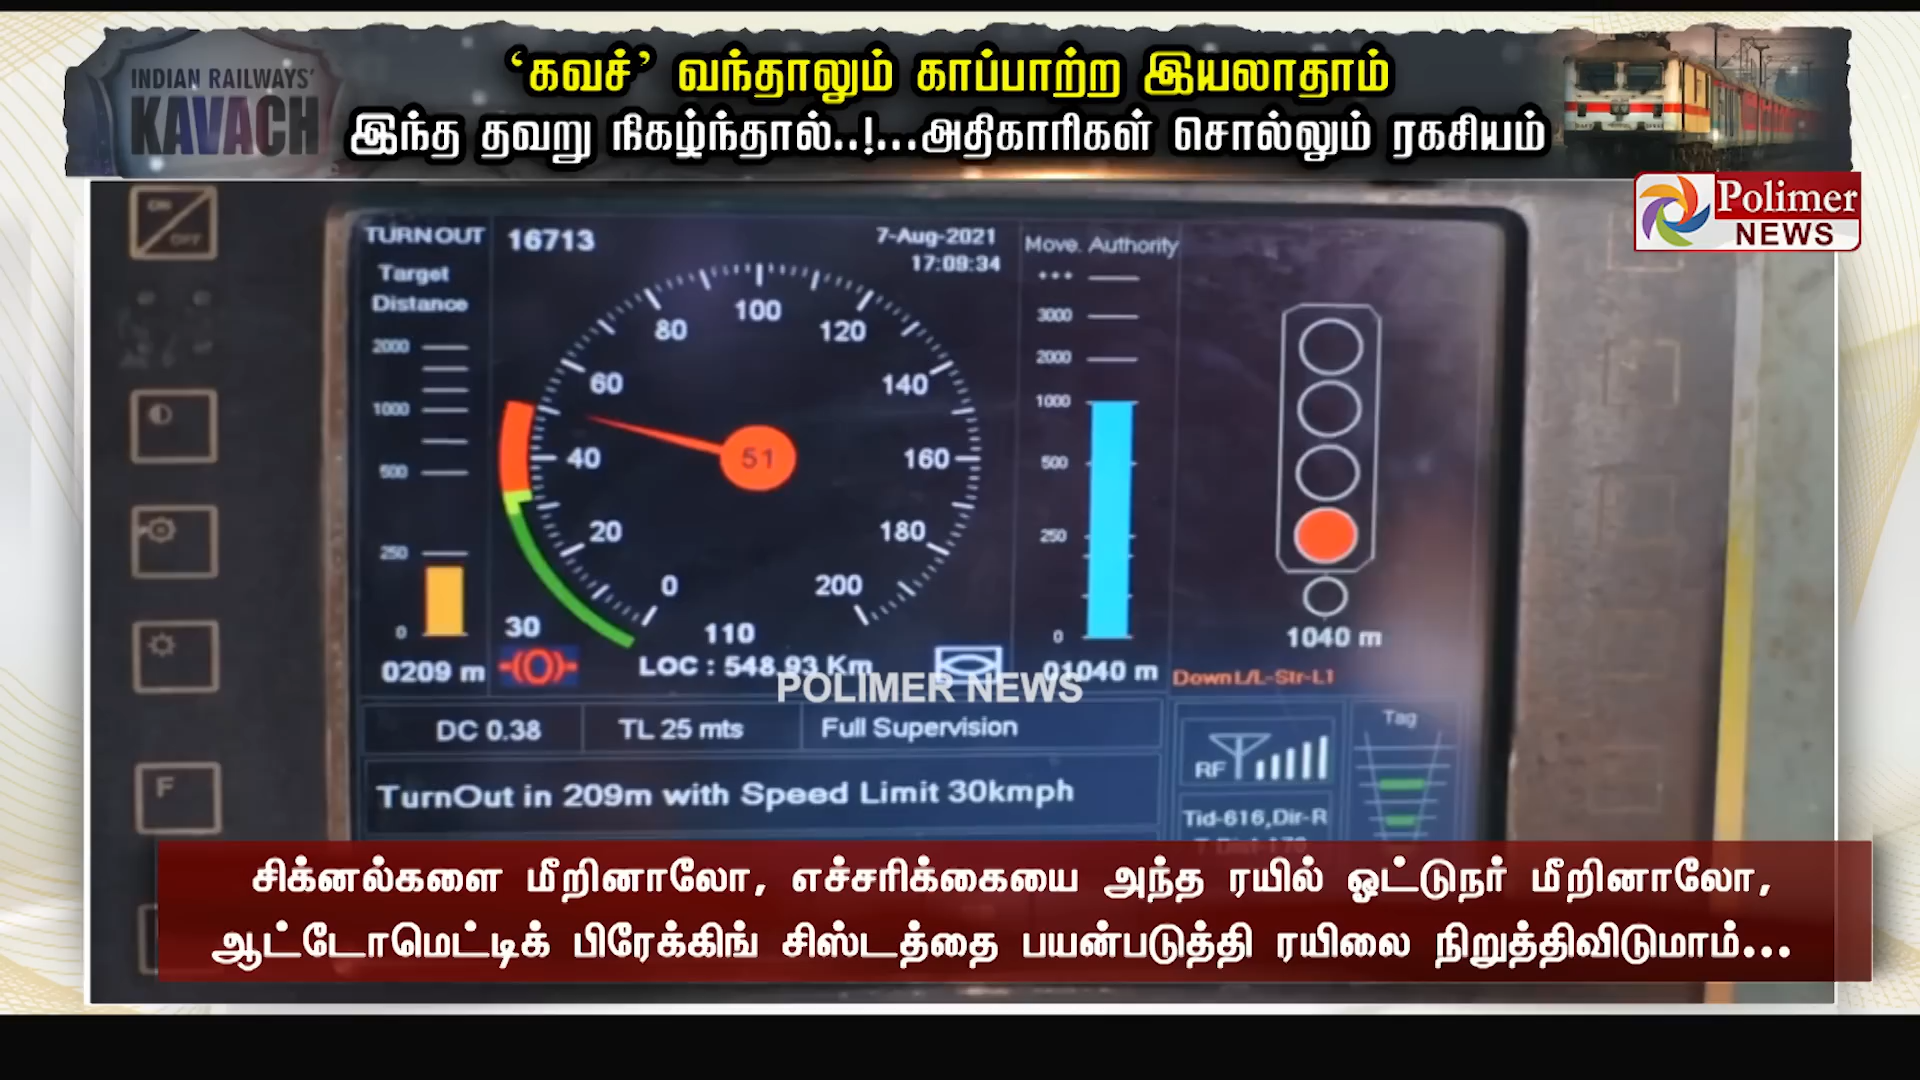 INDIAN RAILWAYS'
KAVACH
‘கவச்’ வந்தாலும் காப்பாற்ற இயலாதாம்
இந்த தவறு நிகழ்ந்தால்..!...அதிகாரிகள் சொல்லும் ரகசியம்
Polimer
NEWS
ON
OFF
TURNOUT
16713
7-Aug-2021
17:09:34
Move. Authority
Target
Distance
2000
1000
500
250
0
0209 m
0
20
40
60
80
100
120
140
160
180
200
51
30
110
LOC : 548.93 Km
***
3000
2000
1000
500
250
0
01040 m
1040 m
DownL/L-Str-L1
POLIMER NEWS
DC 0.38
TL 25 mts
Full Supervision
RF
Tag
F
TurnOut in 209m with Speed Limit 30kmph
Tid-616,Dir-R
சிக்னல்களை மீறினாலோ, எச்சரிக்கையை அந்த ரயில் ஓட்டுநர் மீறினாலோ,
ஆட்டோமெட்டிக் பிரேக்கிங் சிஸ்டத்தை பயன்படுத்தி ரயிலை நிறுத்திவிடுமாம்...